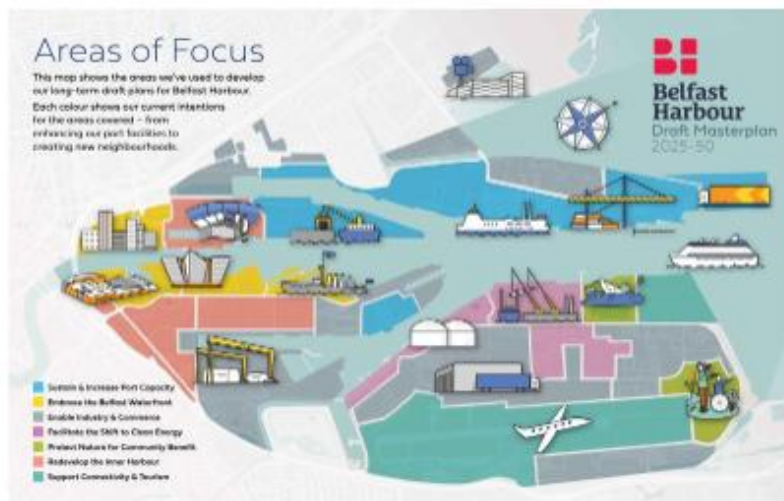 Areas of Focus
This map shows the areas we've used to develop
our long-term draft plans for Belfast Harbour.
Each colour shows our current intentions
for the areas covered – from
enhancing our port facilities to
creating new neighbourhoods.
Belfast
Harbour
Draft Masterplan
2025-50
Sustain & Increase Port Capacity
Embrace the Belfast Waterfront
Enable Industry & Commerce
Facilitate the Shift to Clean Energy
Protect Nature for Community Benefit
Redevelop the Inner Harbour
Support Connectivity & Tourism